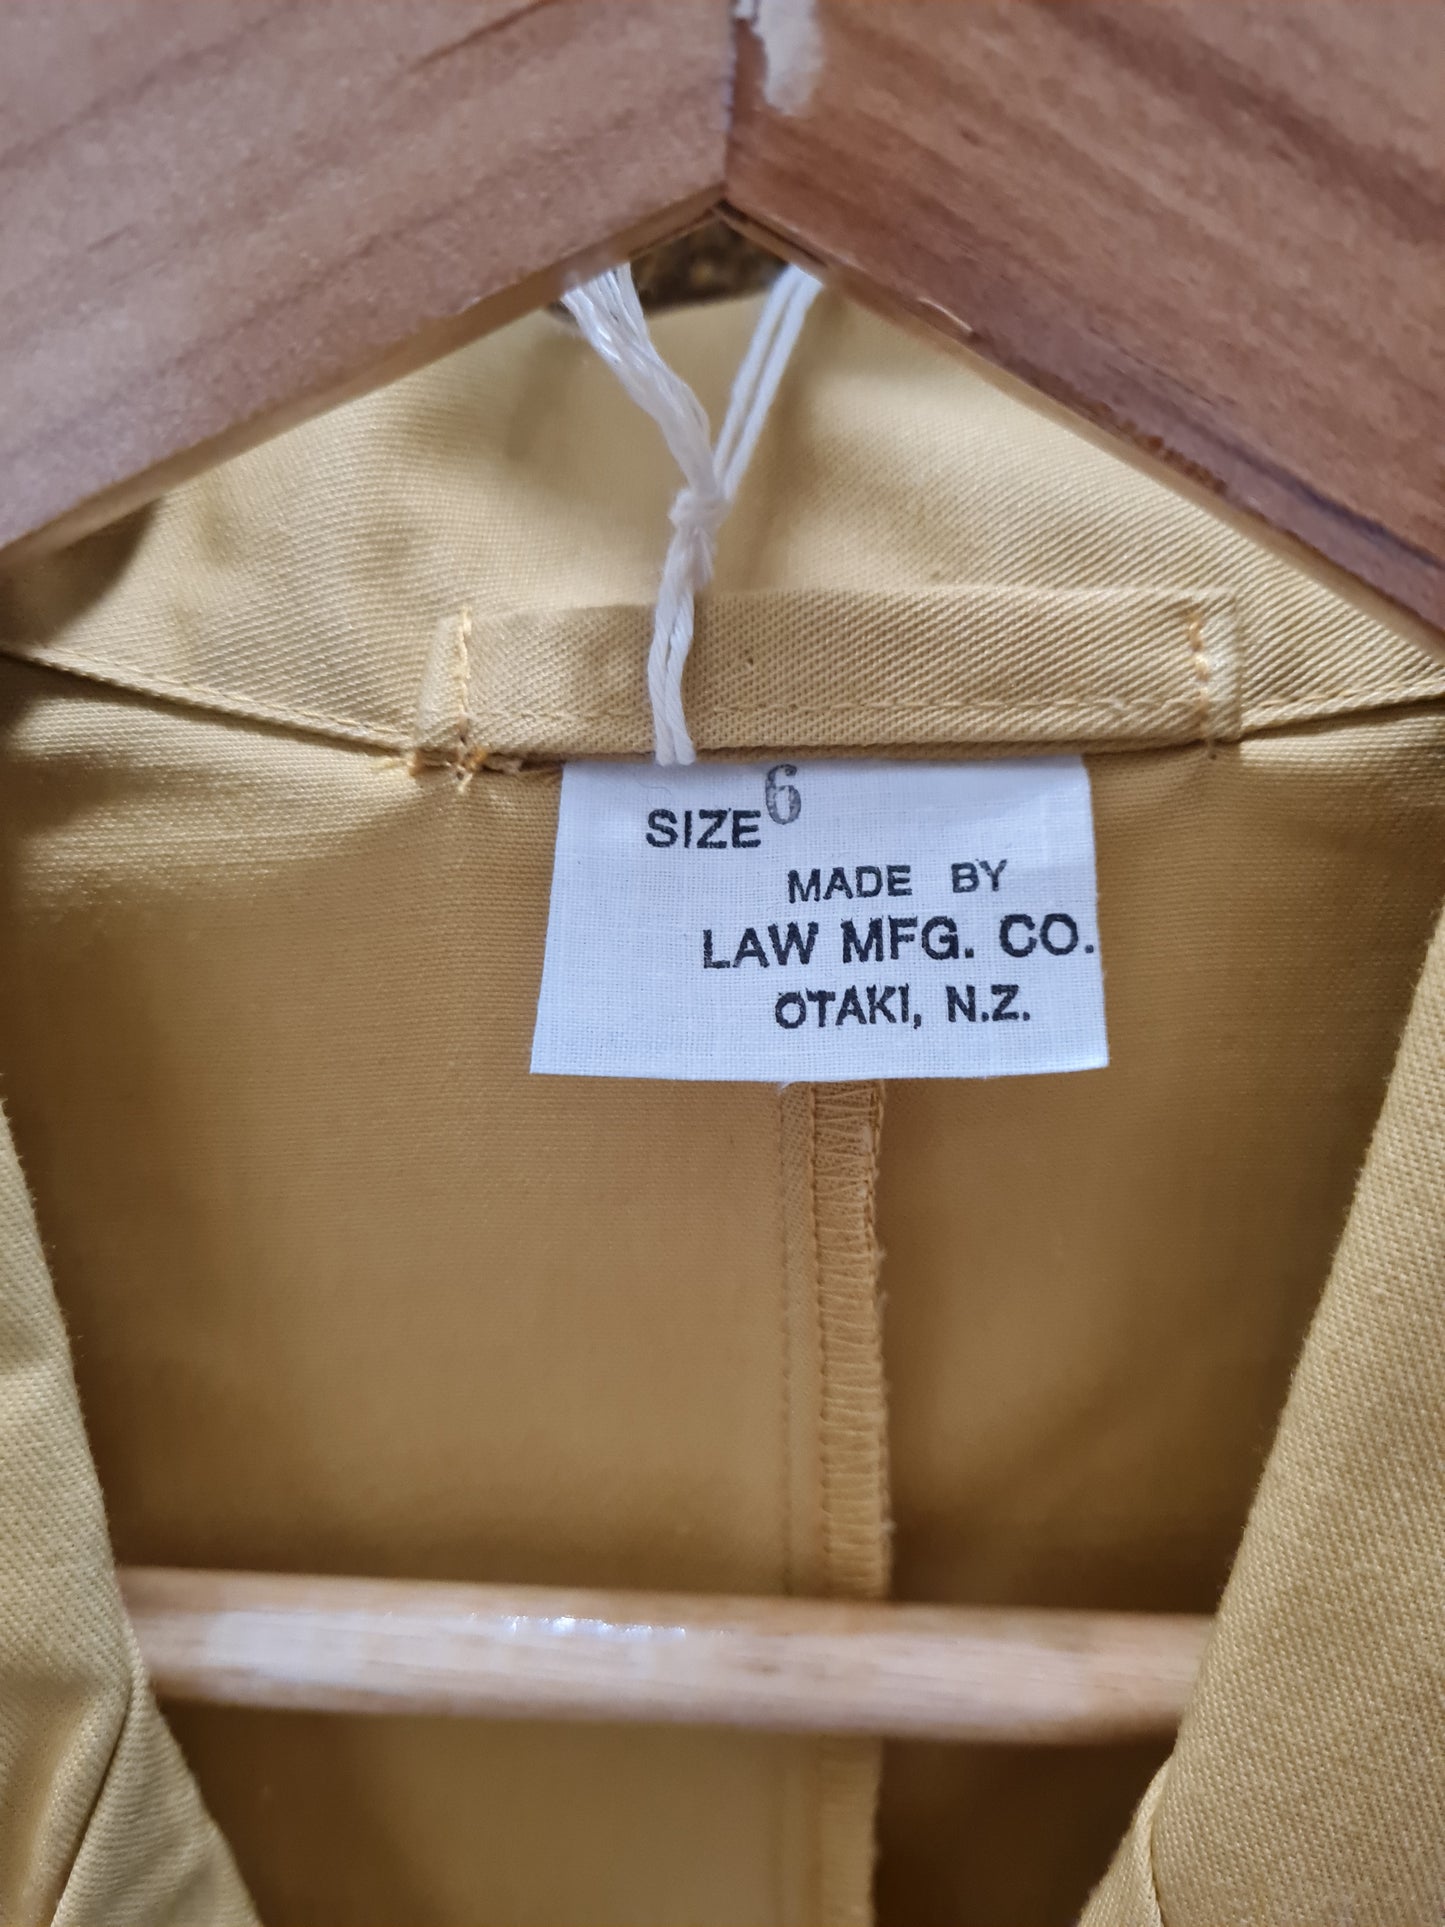 SIZE 6
MADE BY
LAW MFG. CO.
OTAKI, N.Z.